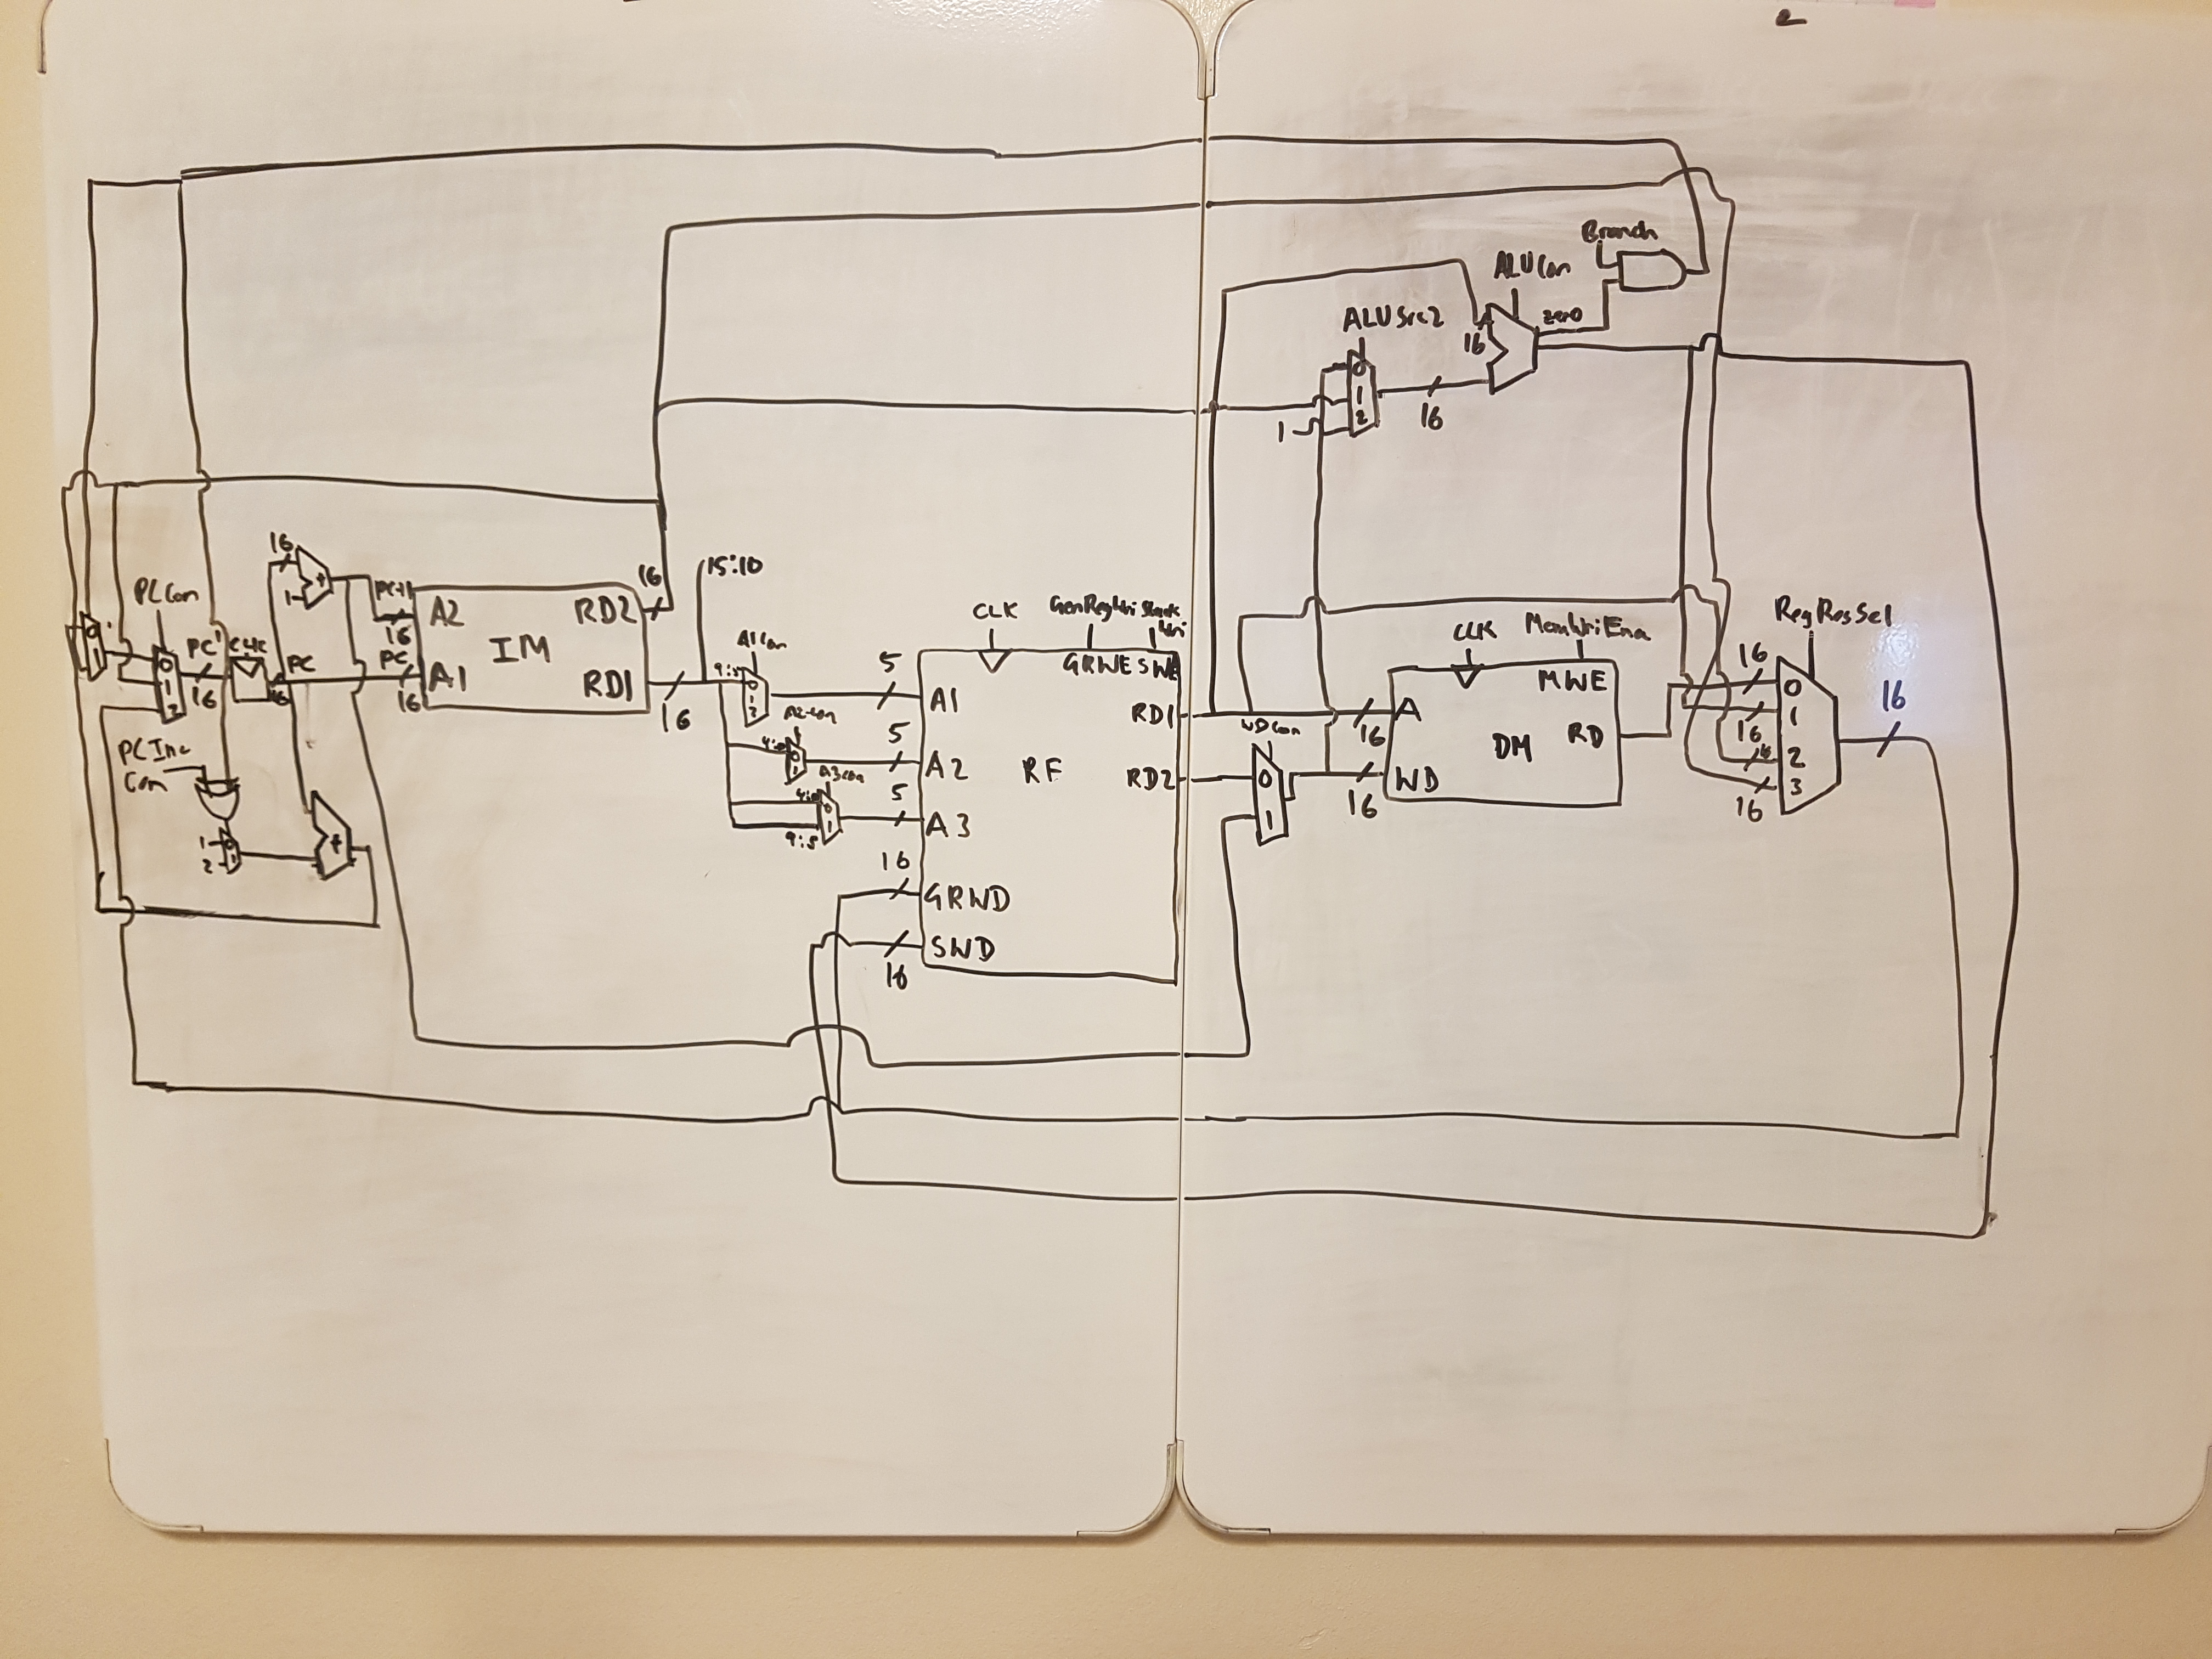 Branch
ALUCon
ALUSrc2
zero
16
0
1
2
1
16
16
1
+
PC+1
16
PCCon
PC'
16
CLK
PC
16
PC
16
0
1
0
1
2
A2
IM
RD2
16
A1
RD1
16
15:10
A1Con
9:5
0
1
2
A2con
4:0
0
1
A3con
4:0
0
1
9:5
PCInc
Con
1
2
0
1
+
CLK
GenRegWri
Stack
Wri
GRWE
SWE
5
A1
RD1
5
A2
RF
RD2
5
A3
16
GRWD
SWD
16
WDCon
0
1
CLK
MemWriEna
MWE
A
16
DM
RD
WD
16
RegResSel
16
0
16
1
16
2
16
3
16